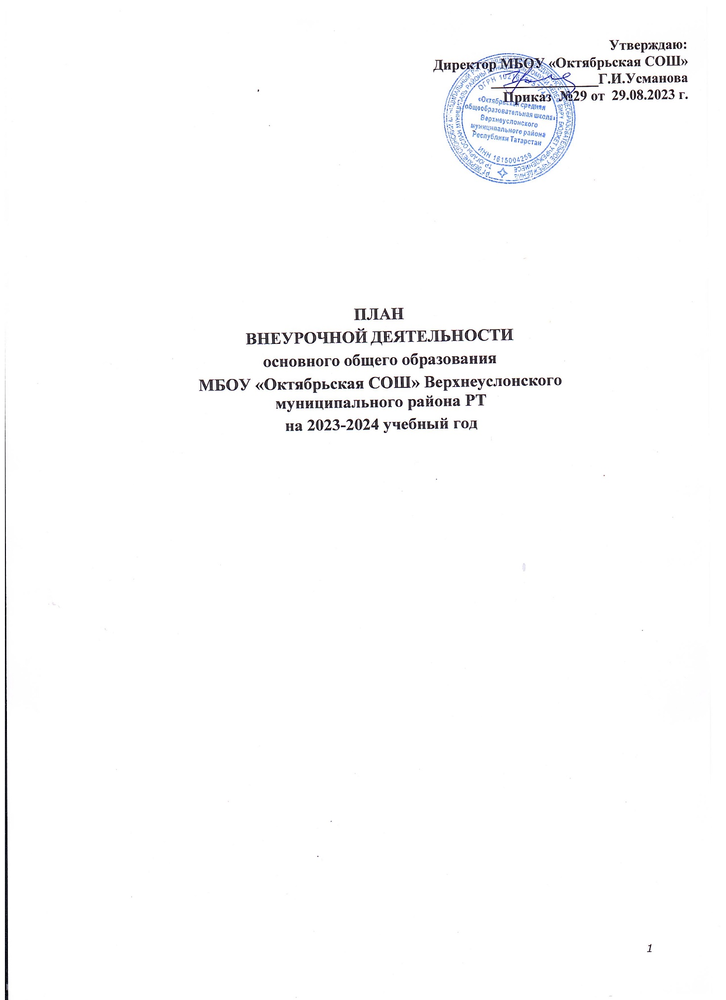 Утверждаю:
Директор МБОУ «Октябрьская СОШ»
Г.И.Усманова
Приказ №29 от 29.08.2023 г.
«Октябрьская средняя
общеобразовательная школа»
Верхнеуслонского
муниципального района
Республики Татарстан
ИНН 1615004259
ПЛАН
ВНЕУРОЧНОЙ ДЕЯТЕЛЬНОСТИ
основного общего образования
МБОУ «Октябрьская СОШ» Верхнеуслонского
муниципального района РТ
на 2023-2024 учебный год
1